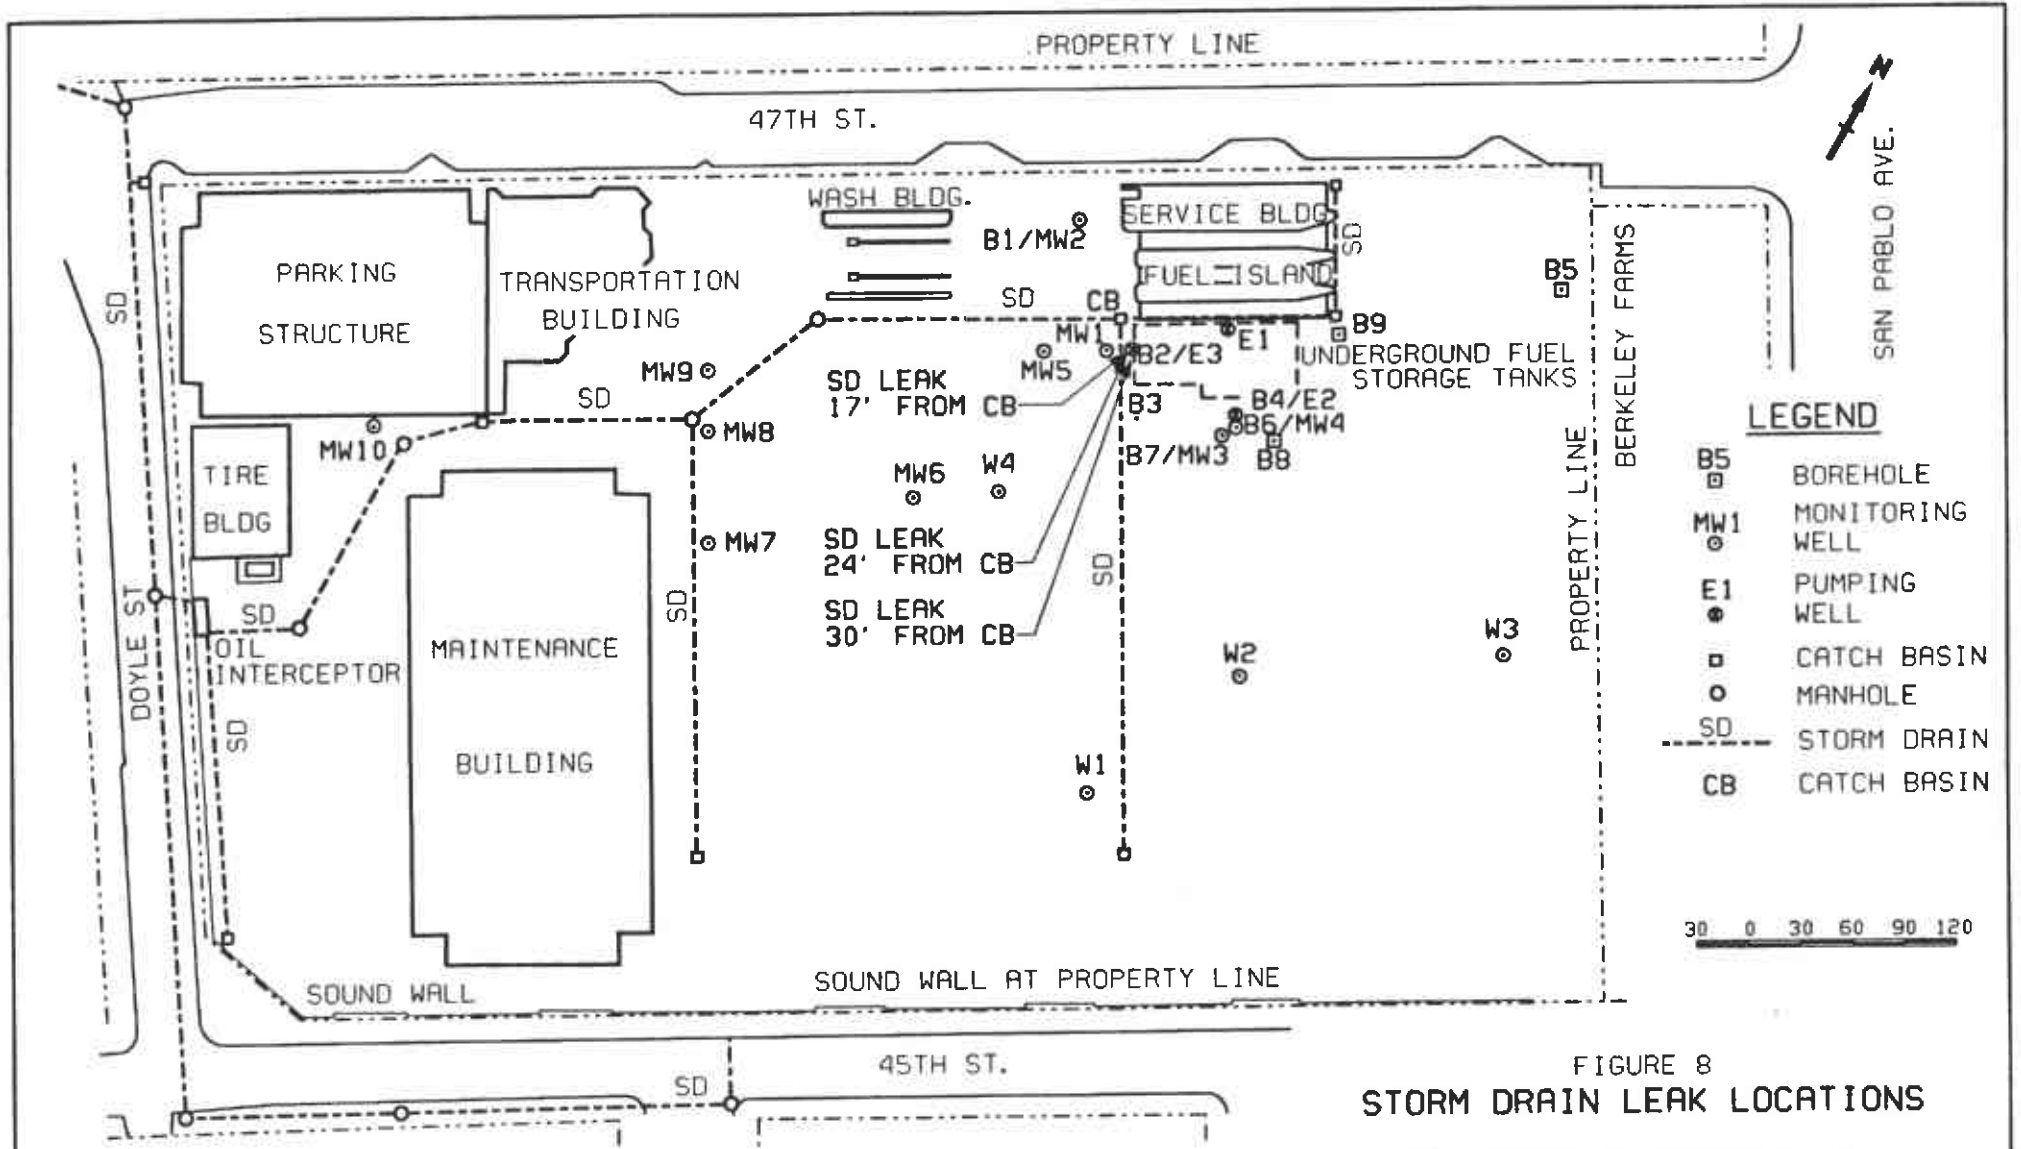 PROPERTY LINE
N
47TH ST.
SAN PABLO AVE.
WASH BLDG.
SERVICE BLDG
B1/MW2
SD
SD
PARKING
STRUCTURE
TRANSPORTATION
BUILDING
FUEL ISLAND
SD
CB
B5
BERKELEY FARMS
MW1
B2/E3
E1
B9
UNDERGROUND FUEL
STORAGE TANKS
MW5
MW9
SD LEAK
17' FROM CB
SD
B3
B4/E2
B6/MW4
MW10
MW8
B7/MW3
B8
PROPERTY LINE
TIRE
BLDG
MW6
W4
MW7
SD LEAK
24' FROM CB
SD
SD LEAK
30' FROM CB
SD
SD
OIL
INTERCEPTOR
DOYLE ST
SD
MAINTENANCE
BUILDING
W2
W3
W1
LEGEND
B5
BOREHOLE
MW1
MONITORING
WELL
E1
PUMPING
WELL
CATCH BASIN
MANHOLE
SD
STORM DRAIN
CB
CATCH BASIN
30 0 30 60 90 120
SOUND WALL
SOUND WALL AT PROPERTY LINE
45TH ST.
SD
FIGURE 8
STORM DRAIN LEAK LOCATIONS